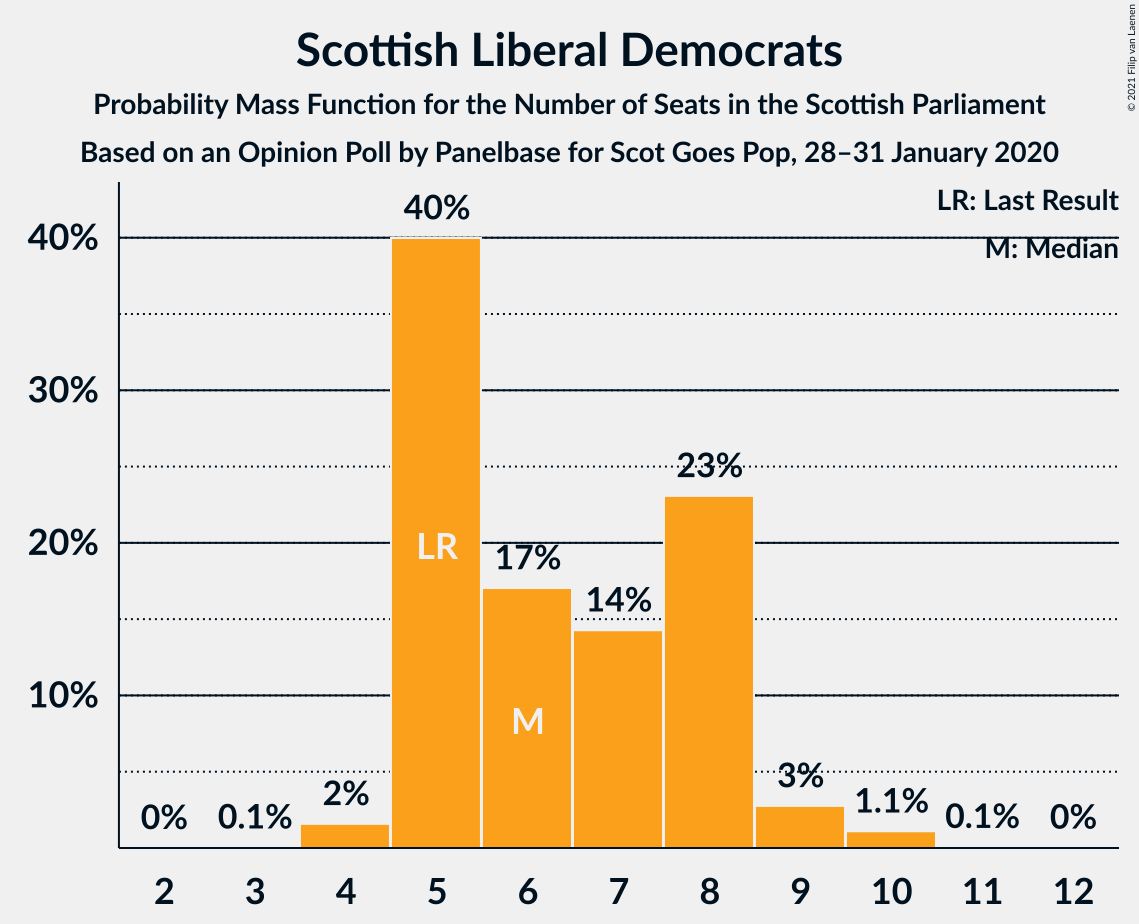 Scottish Liberal Democrats
Probability Mass Function for the Number of Seats in the Scottish Parliament
Based on an Opinion Poll by Panelbase for Scot Goes Pop, 28–31 January 2020
© 2021 Filip van Laenen
LR: Last Result
M: Median
40%
30%
20%
10%
0%
0.1%
2%
40%
17%
14%
23%
3%
1.1%
0.1%
0%
LR
M
2 3 4 5 6 7 8 9 10 11 12